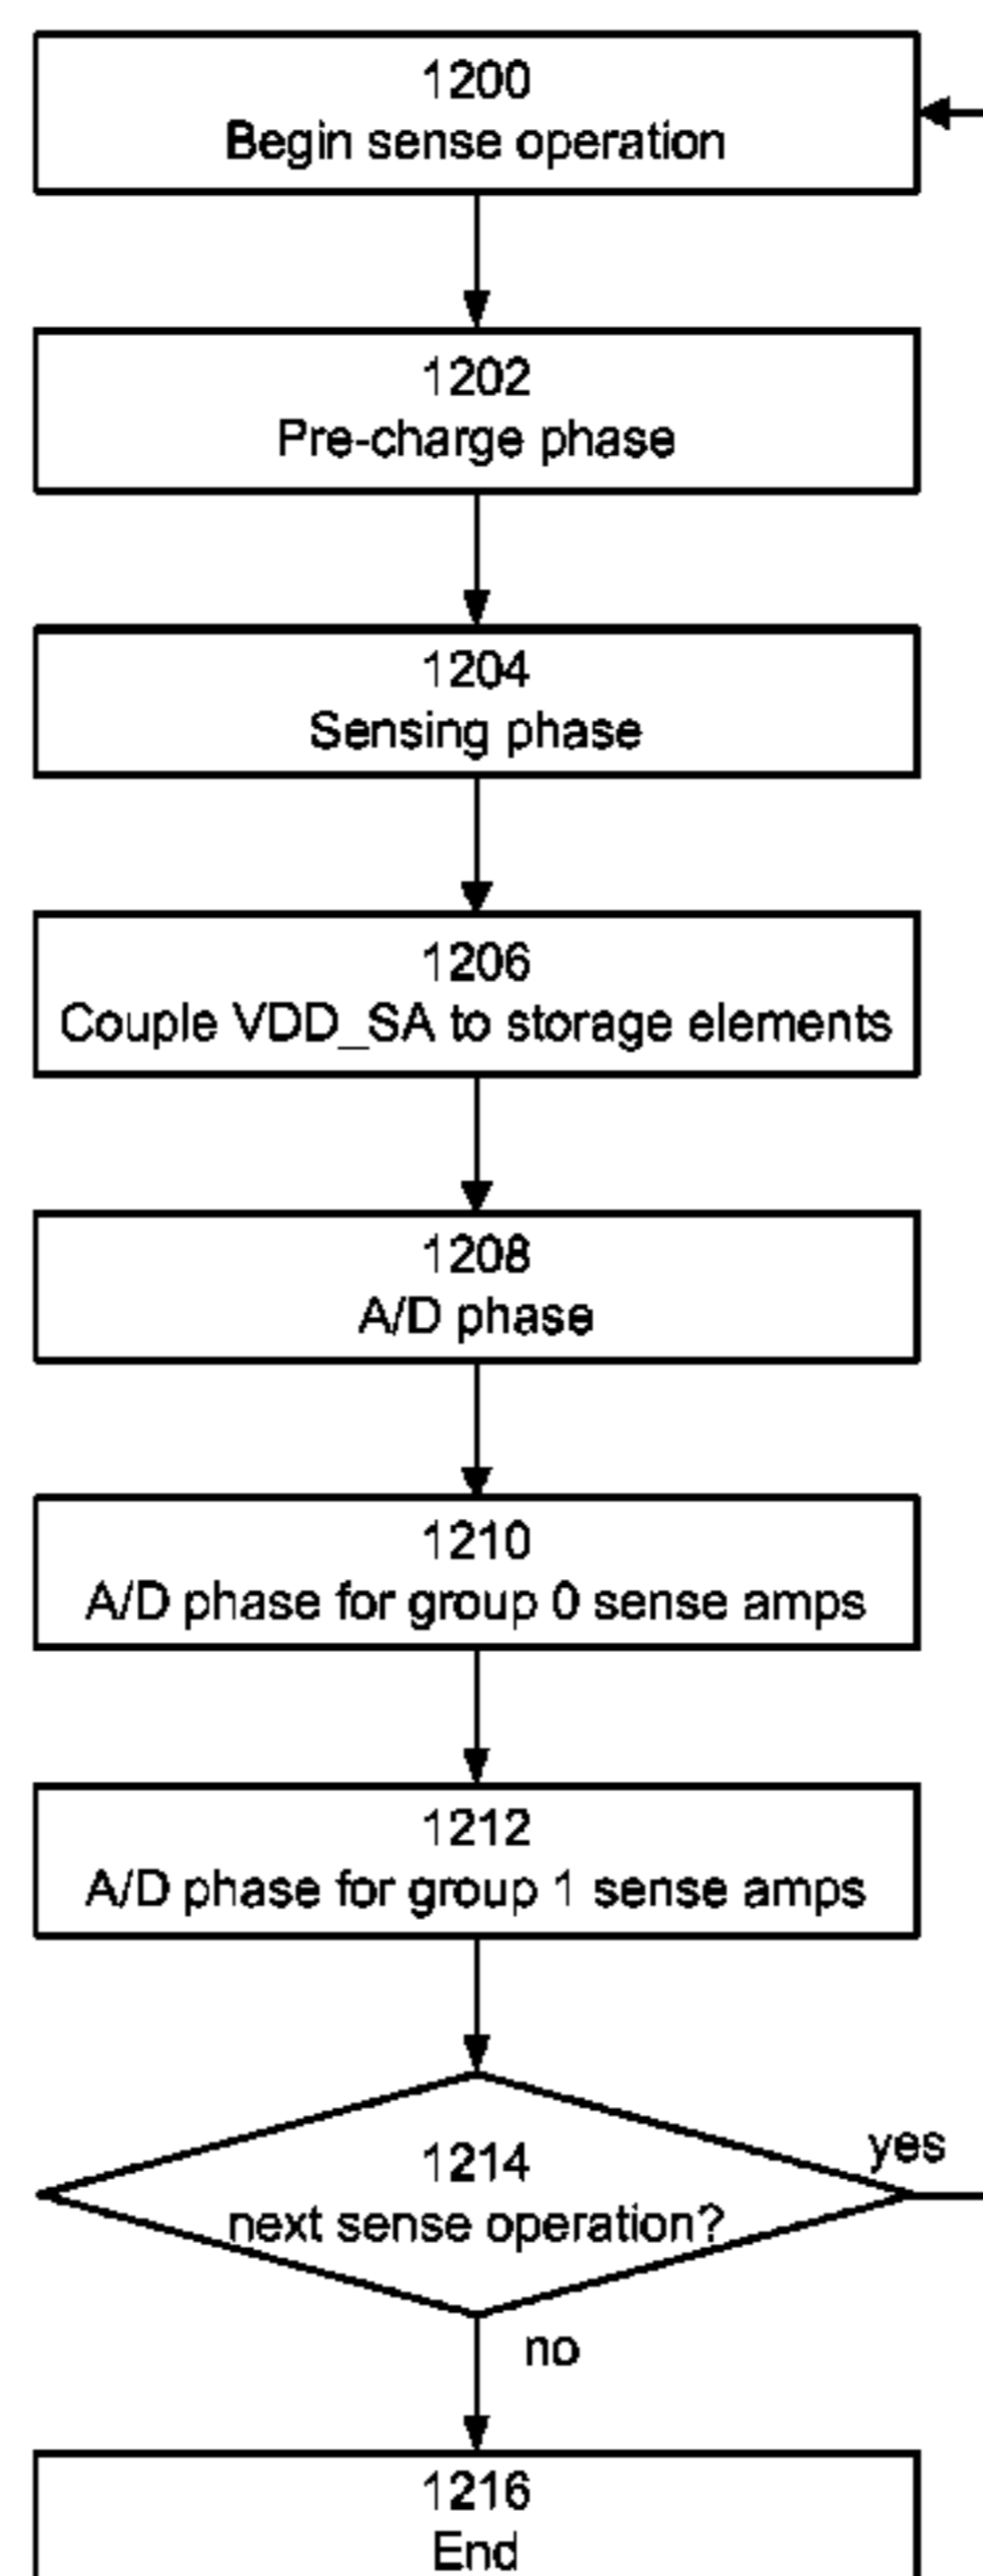 1200
Begin sense operation
1202
Pre-charge phase
1204
Sensing phase
1206
Couple VDD_SA to storage elements
1208
A/D phase
1210
A/D phase for group 0 sense amps
1212
A/D phase for group 1 sense amps
1214
next sense operation?
yes
no
1216
End